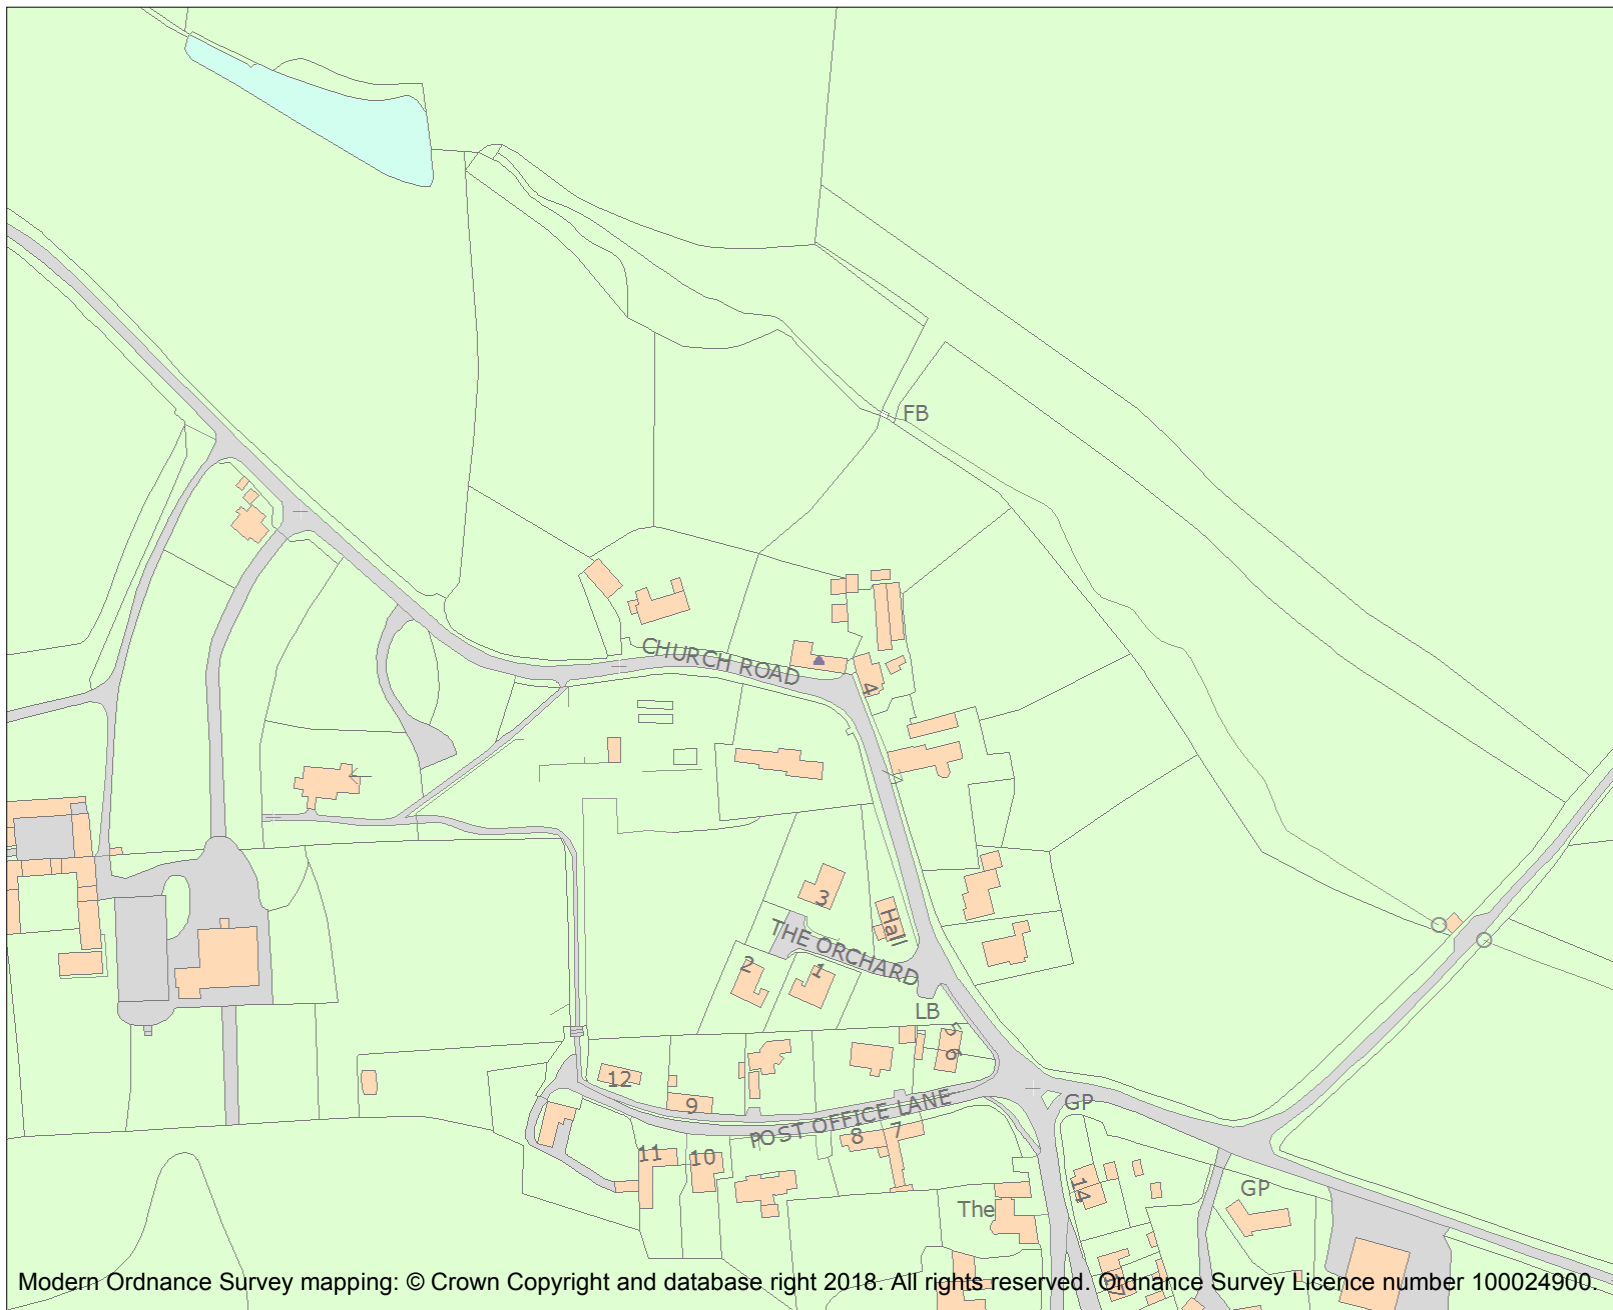 FB
CHURCH ROAD
4
3
Hall
THE ORCHARD
2
1
LB
5
6
12
9
GP
POST OFFICE LANE
8
7
11
10
14
GP
The
Modern Ordnance Survey mapping: © Crown Copyright and database right 2018. All rights reserved. Ordnance Survey Licence number 100024900.